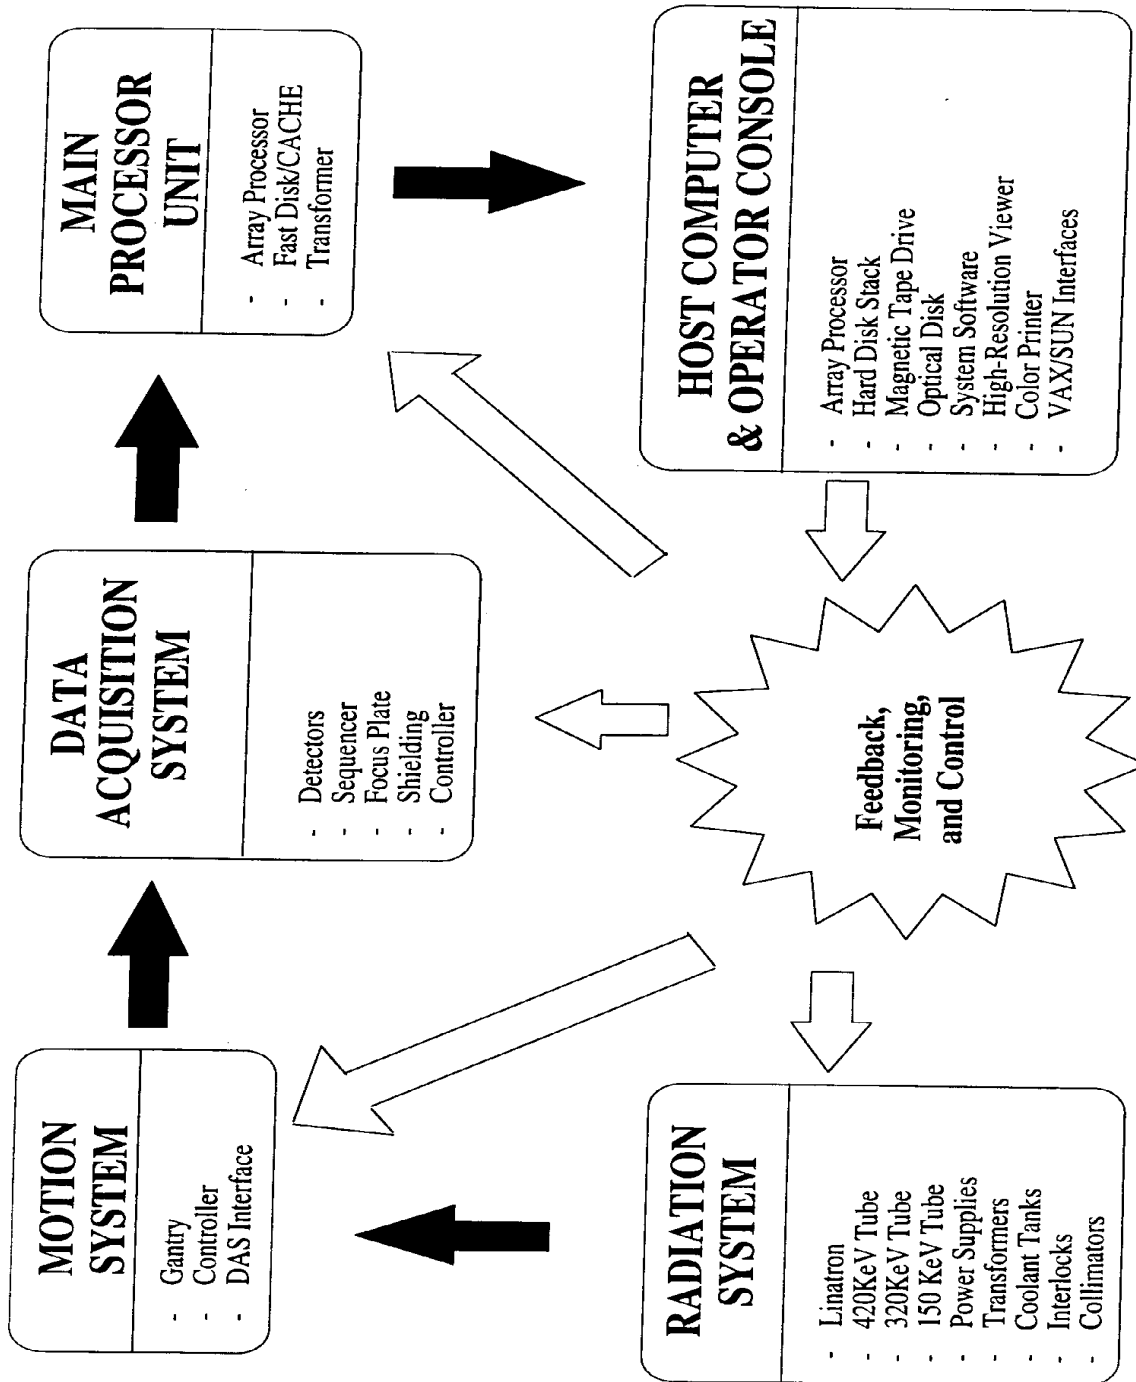 MOTION
SYSTEM
- Gantry
- Controller
- DAS Interface
DATA
ACQUISITION
SYSTEM
- Detectors
- Sequencer
- Focus Plate
- Shielding
- Controller
MAIN
PROCESSOR
UNIT
- Array Processor
- Fast Disk/CACHE
- Transformer
RADIATION
SYSTEM
- Linatron
- 420KeV Tube
- 320KeV Tube
- 150 KeV Tube
- Power Supplies
- Transformers
- Coolant Tanks
- Interlocks
- Collimators
Feedback,
Monitoring,
and Control
HOST COMPUTER
& OPERATOR CONSOLE
- Array Processor
- Hard Disk Stack
- Magnetic Tape Drive
- Optical Disk
- System Software
- High-Resolution Viewer
- Color Printer
- VAX/SUN Interfaces